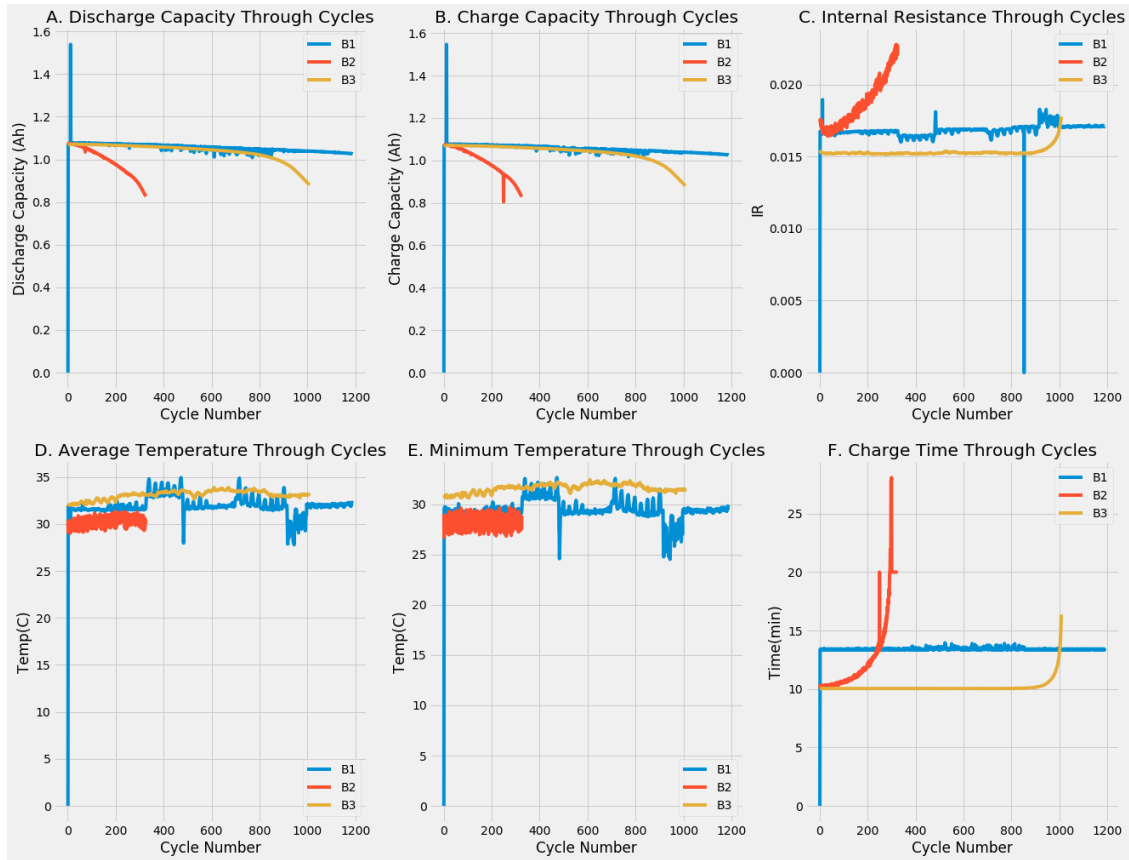 A. Discharge Capacity Through Cycles
1.6
1.4
1.2
1.0
0.8
0.6
0.4
0.2
0.0
Discharge Capacity (Ah)
B1
B2
B3
0 200 400 600 800 1000 1200
Cycle Number
B. Charge Capacity Through Cycles
1.6
1.4
1.2
1.0
0.8
0.6
0.4
0.2
0.0
Charge Capacity (Ah)
B1
B2
B3
0 200 400 600 800 1000 1200
Cycle Number
C. Internal Resistance Through Cycles
0.020
0.015
0.010
0.005
0.000
IR
B1
B2
B3
0 200 400 600 800 1000 1200
Cycle Number
D. Average Temperature Through Cycles
35
30
25
20
15
10
5
0
Temp(C)
B1
B2
B3
0 200 400 600 800 1000 1200
Cycle Number
E. Minimum Temperature Through Cycles
30
25
20
15
10
5
0
Temp(C)
B1
B2
B3
0 200 400 600 800 1000 1200
Cycle Number
F. Charge Time Through Cycles
25
20
15
10
5
0
Time(min)
B1
B2
B3
0 200 400 600 800 1000 1200
Cycle Number